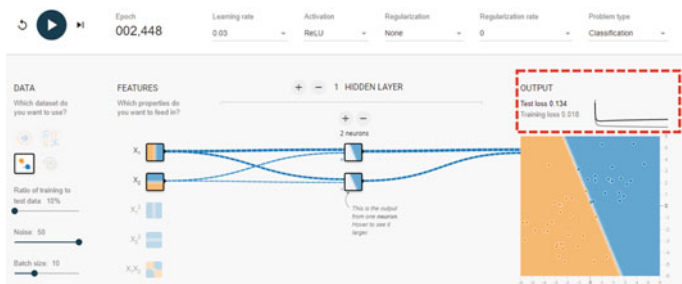 Epoch
002,448
Learning rate
0.03
Activation
ReLU
Regularization
None
Regularization rate
0
Problem type
Classification
DATA
Which dataset do
you want to use?
Ratio of training to
test data: 10%
Noise: 50
Batch size: 10
FEATURES
Which properties do
you want to feed in?
X₁
X₂
X₁²
X₂²
X₁X₂
+ − 1 HIDDEN LAYER
+ −
2 neurons
This is the output
from one neuron.
Hover to see it
larger.
OUTPUT
Test loss 0.134
Training loss 0.018